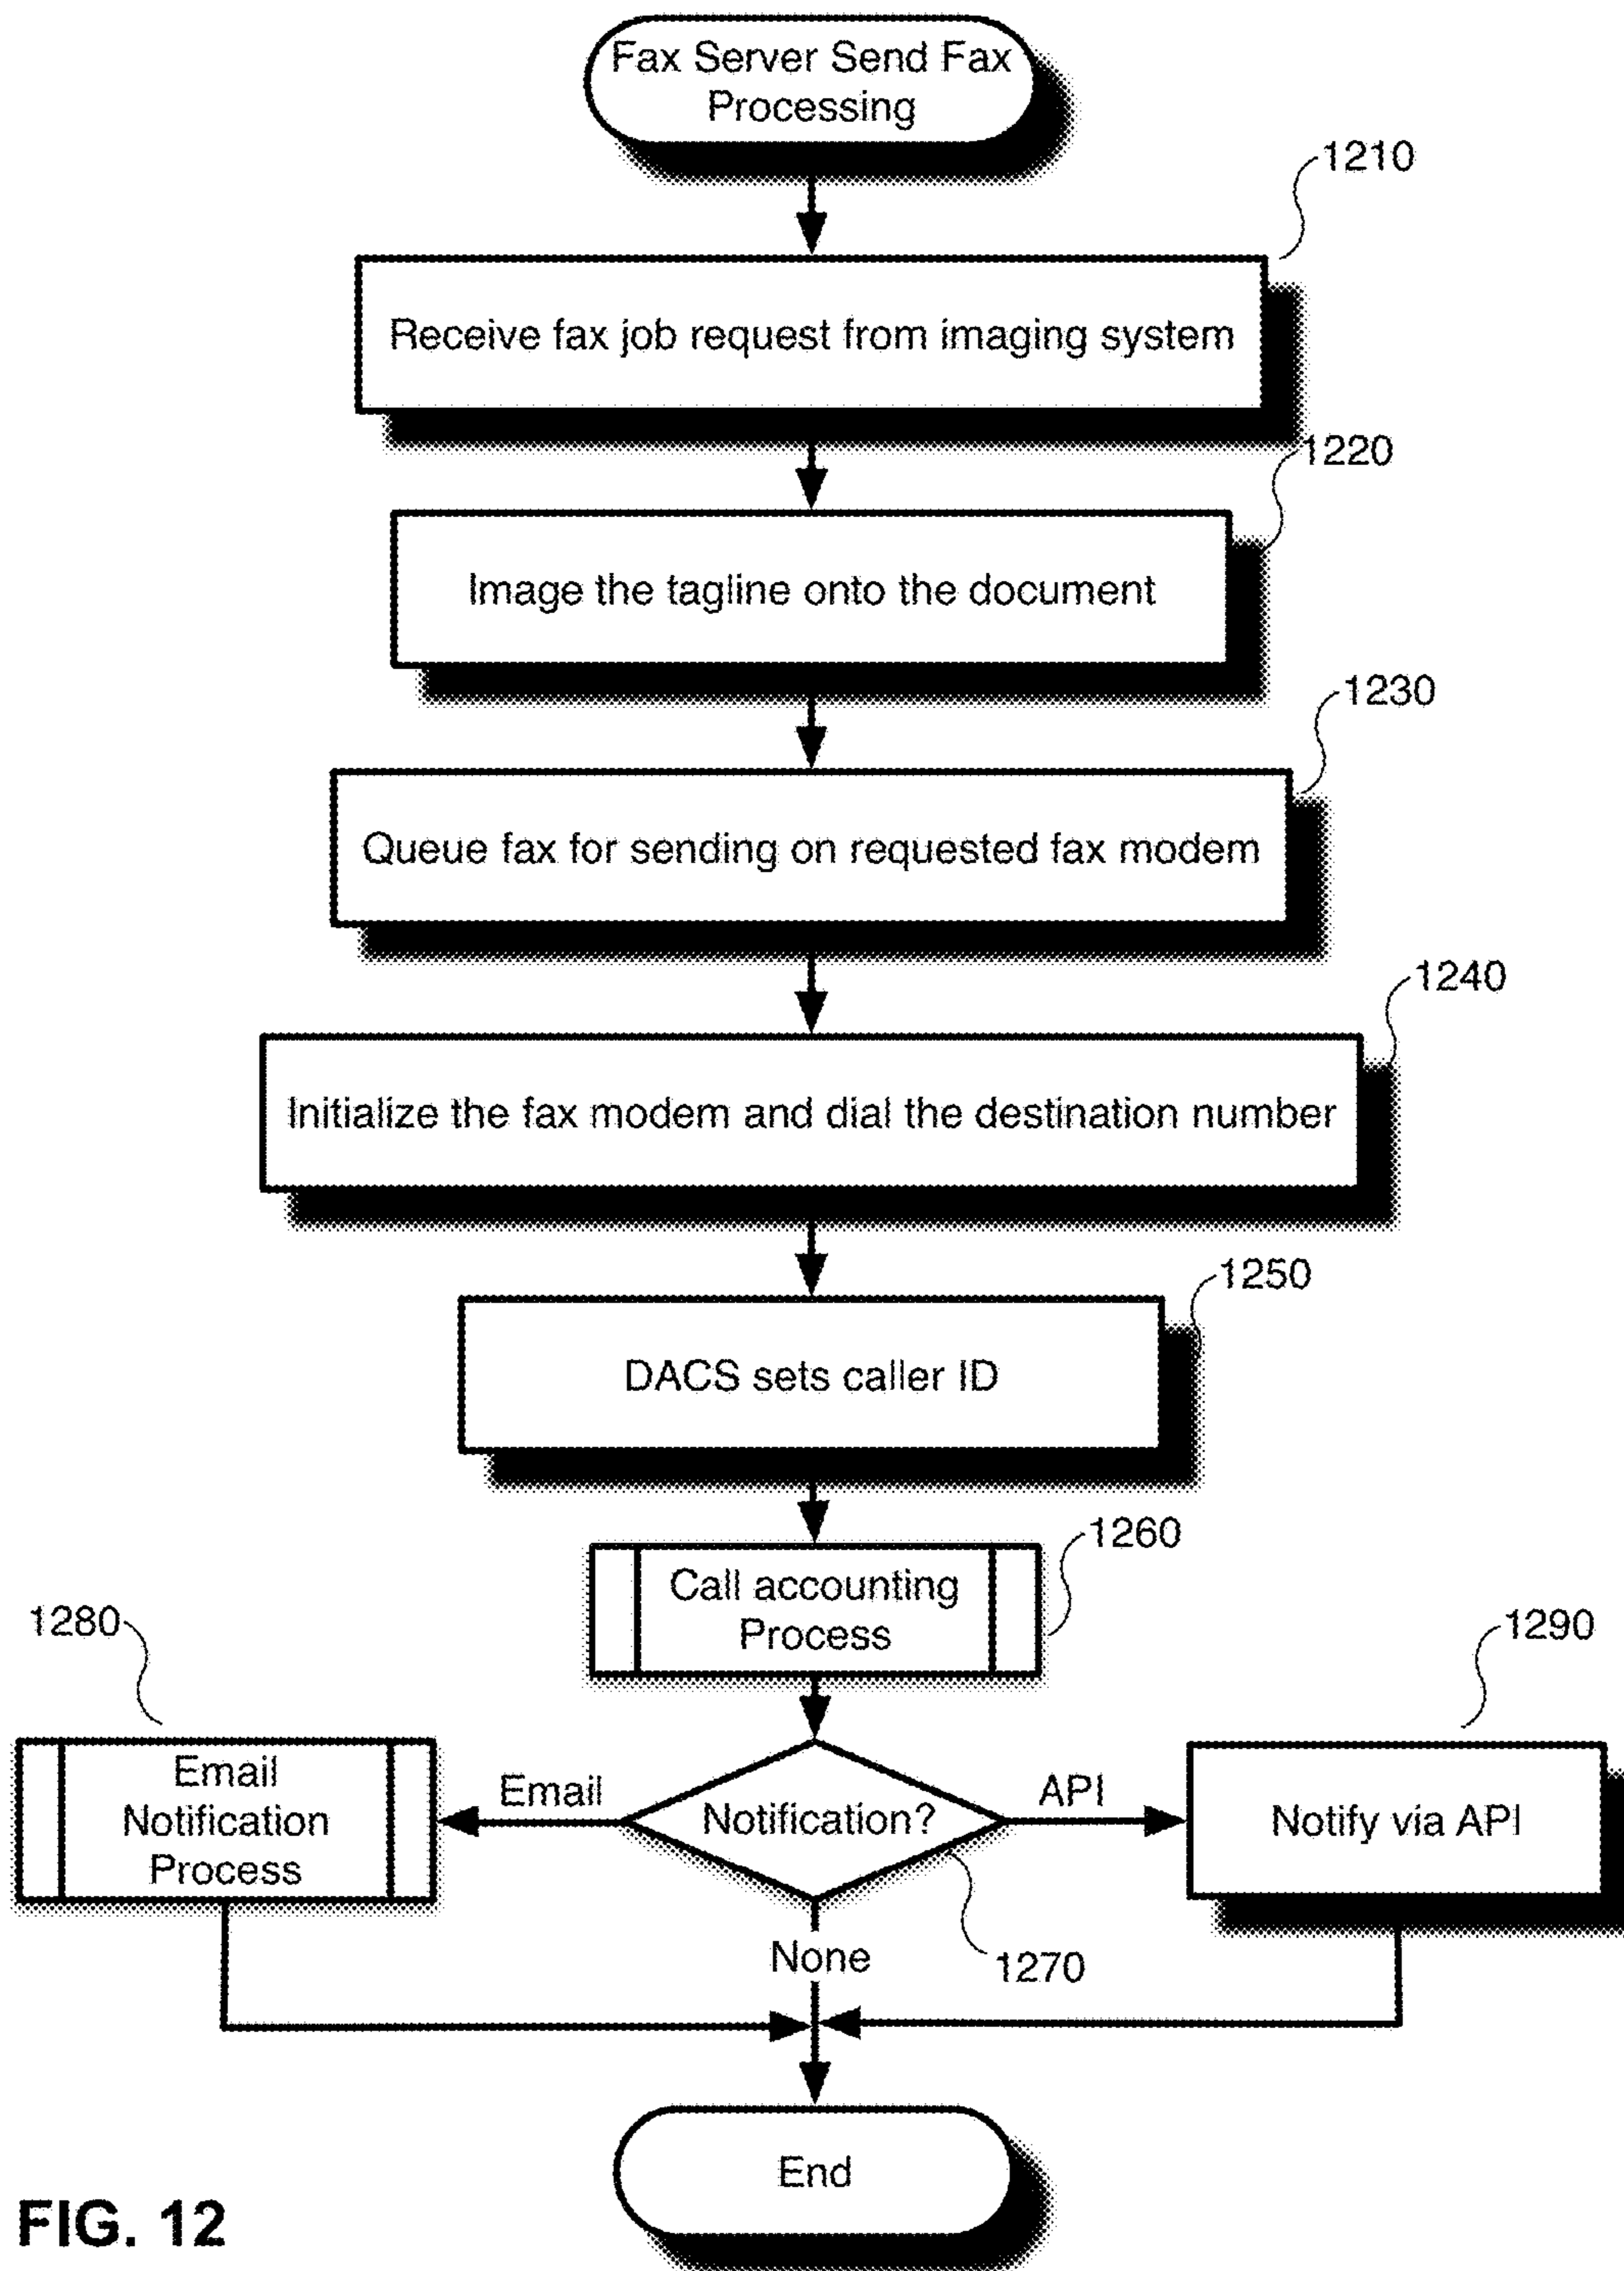 Fax Server Send Fax
Processing
1210
Receive fax job request from imaging system
1220
Image the tagline onto the document
1230
Queue fax for sending on requested fax modem
1240
Initialize the fax modem and dial the destination number
1250
DACS sets caller ID
1260
Call accounting
Process
1280
1290
Email
Notification
Process
Email
Notification?
API
Notify via API
None
1270
End
FIG. 12